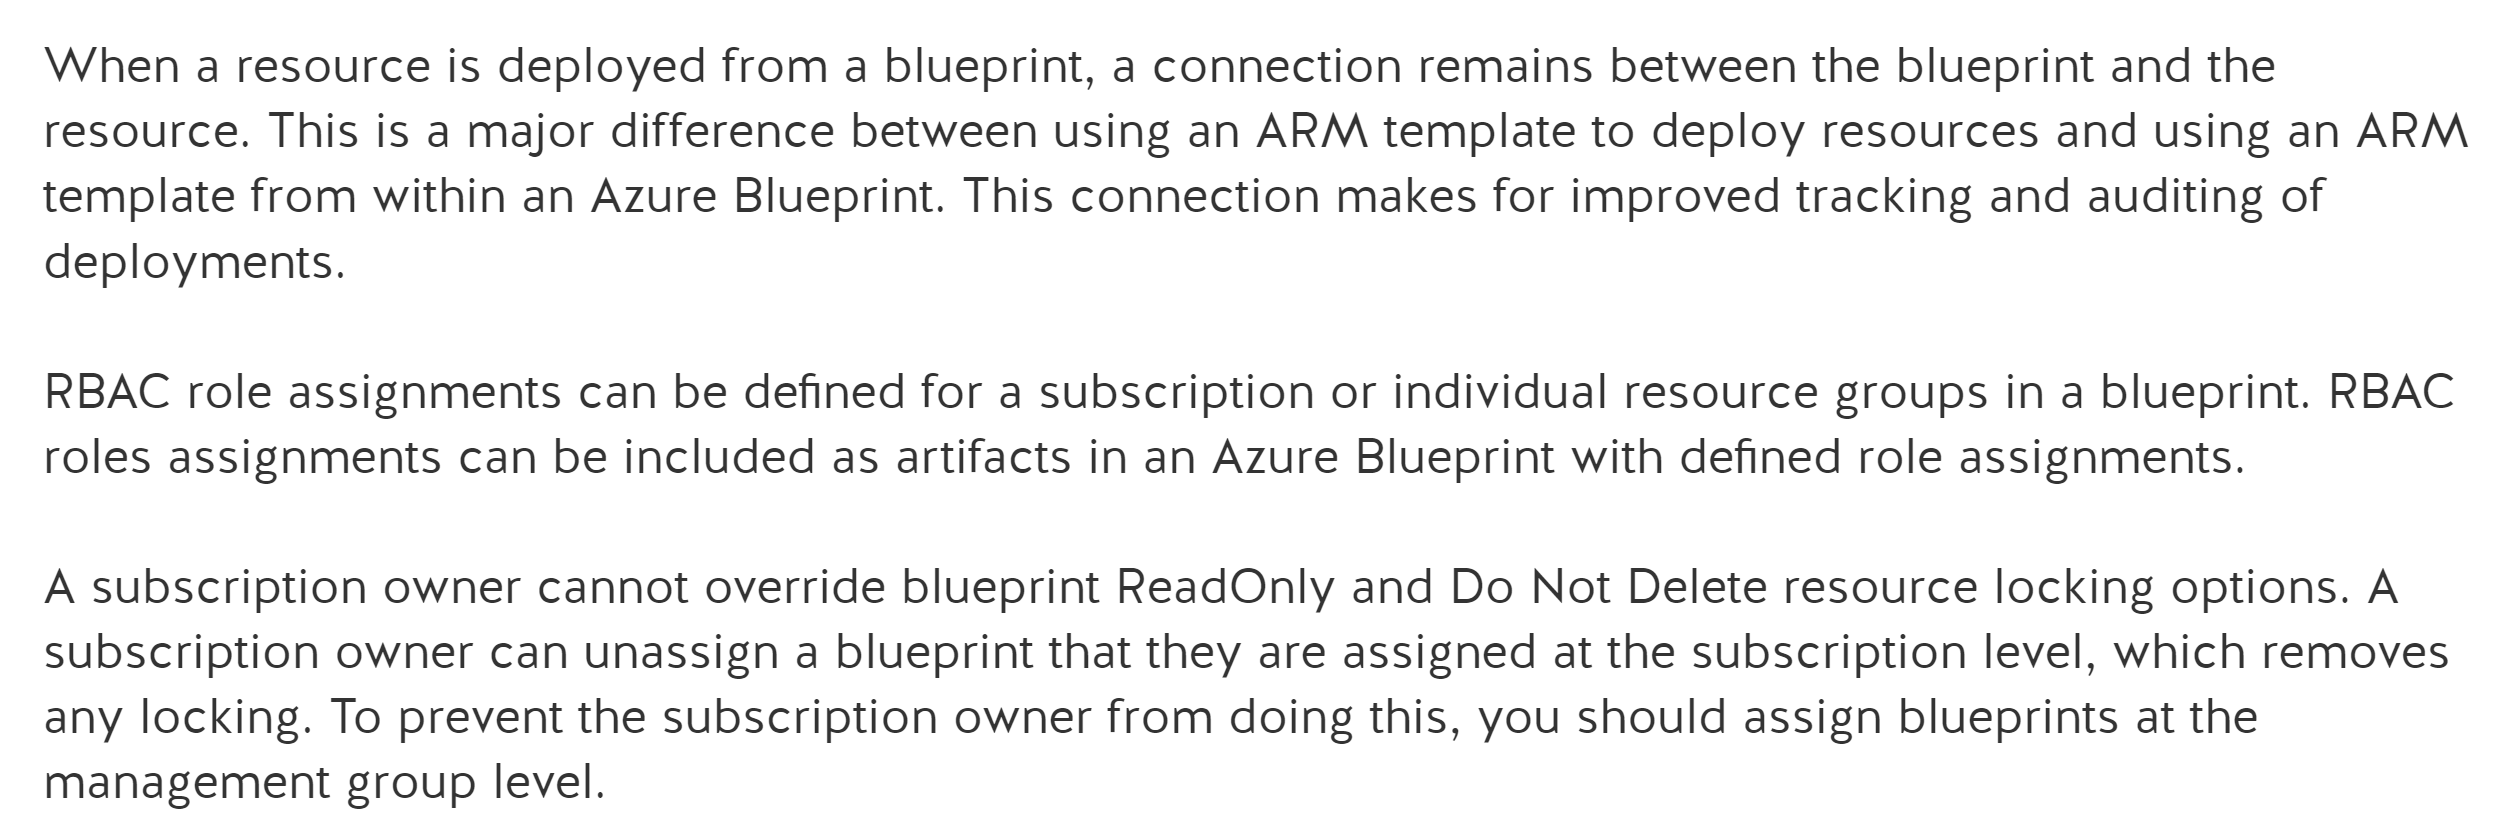 When a resource is deployed from a blueprint, a connection remains between the blueprint and the
resource. This is a major difference between using an ARM template to deploy resources and using an ARM
template from within an Azure Blueprint. This connection makes for improved tracking and auditing of
deployments.
RBAC role assignments can be defined for a subscription or individual resource groups in a blueprint. RBAC
roles assignments can be included as artifacts in an Azure Blueprint with defined role assignments.
A subscription owner cannot override blueprint ReadOnly and Do Not Delete resource locking options. A
subscription owner can unassign a blueprint that they are assigned at the subscription level, which removes
any locking. To prevent the subscription owner from doing this, you should assign blueprints at the
management group level.